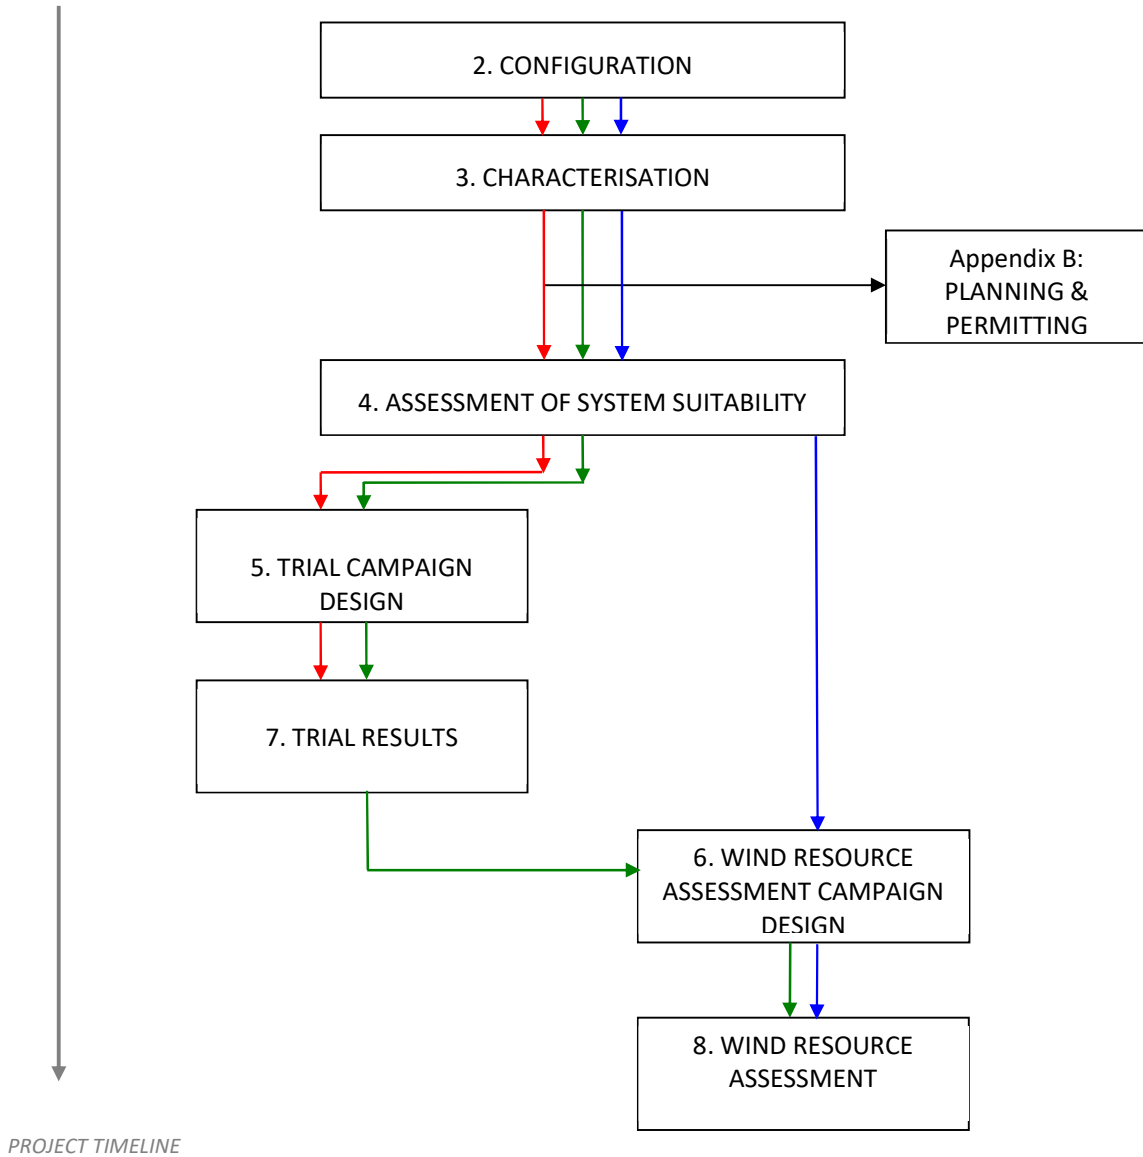 2. CONFIGURATION
3. CHARACTERISATION
Appendix B:
PLANNING &
PERMITTING
4. ASSESSMENT OF SYSTEM SUITABILITY
5. TRIAL CAMPAIGN
DESIGN
7. TRIAL RESULTS
6. WIND RESOURCE
ASSESSMENT CAMPAIGN
DESIGN
8. WIND RESOURCE
ASSESSMENT
PROJECT TIMELINE